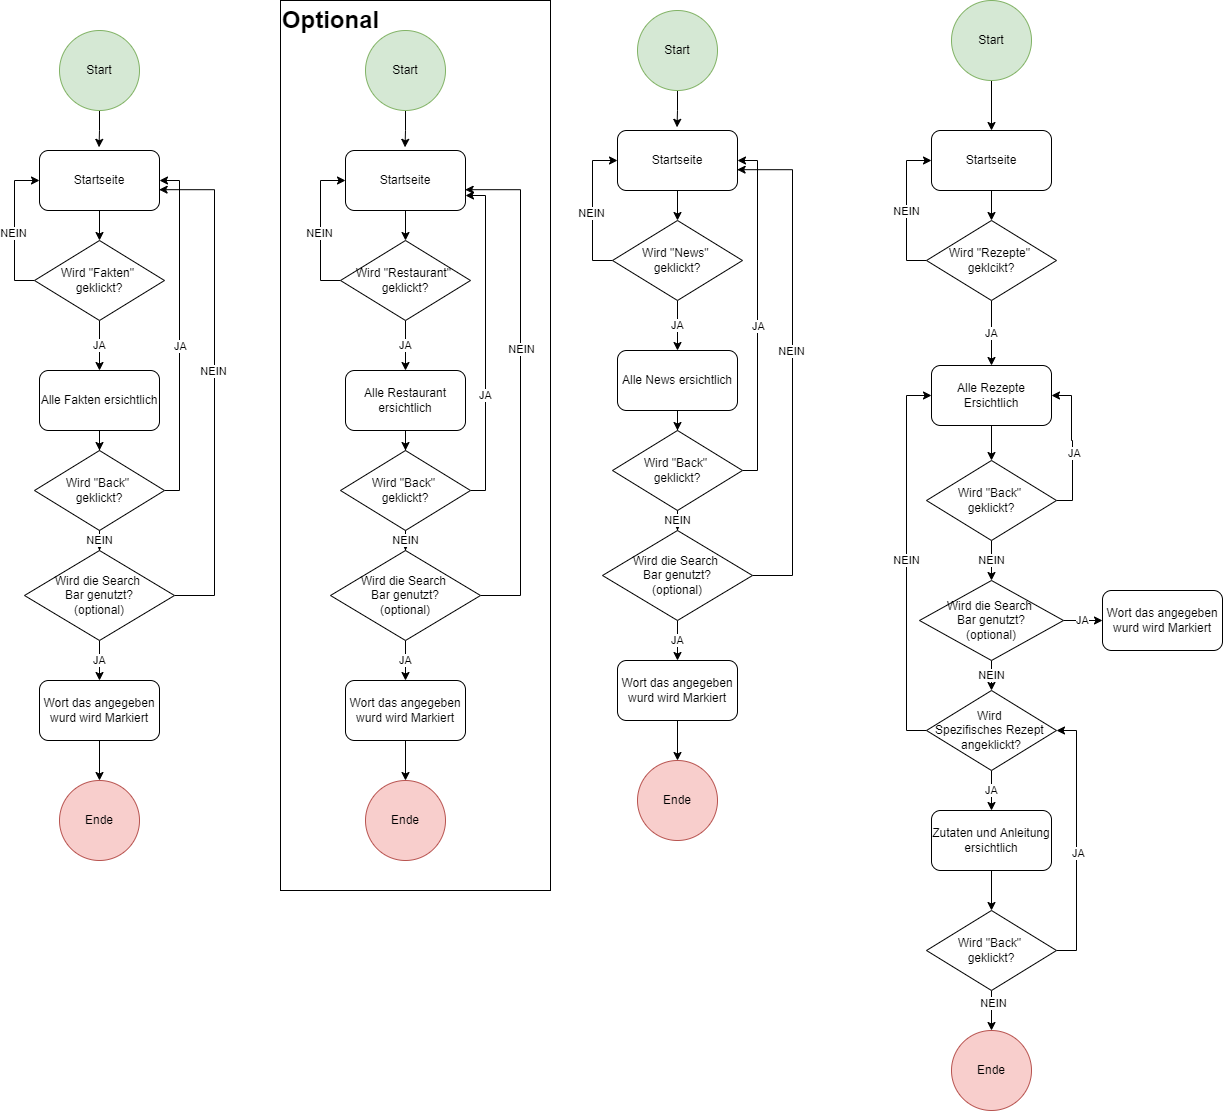 Optional
Start
Startseite
NEIN
Wird "Fakten"
geklickt?
JA
JA
NEIN
Alle Fakten ersichtlich
Wird "Back"
geklickt?
NEIN
Wird die Search
Bar genutzt?
(optional)
JA
Wort das angegeben
wurd wird Markiert
Ende
Start
Startseite
NEIN
Wird "Restaurant"
geklickt?
JA
NEIN
Alle Restaurant
ersichtlich
JA
Wird "Back"
geklickt?
NEIN
Wird die Search
Bar genutzt?
(optional)
JA
Wort das angegeben
wurd wird Markiert
Ende
Start
Startseite
NEIN
Wird "News"
geklickt?
JA
JA
NEIN
Alle News ersichtlich
Wird "Back"
geklickt?
NEIN
Wird die Search
Bar genutzt?
(optional)
JA
Wort das angegeben
wurd wird Markiert
Ende
Start
Startseite
NEIN
Wird "Rezepte"
geklcikt?
JA
Alle Rezepte
Ersichtlich
JA
Wird "Back"
geklickt?
NEIN
NEIN
Wird die Search
Bar genutzt?
(optional)
JA
Wort das angegeben
wurd wird Markiert
NEIN
Wird
Spezifisches Rezept
angeklickt?
JA
Zutaten und Anleitung
ersichtlich
JA
Wird "Back"
geklickt?
NEIN
Ende